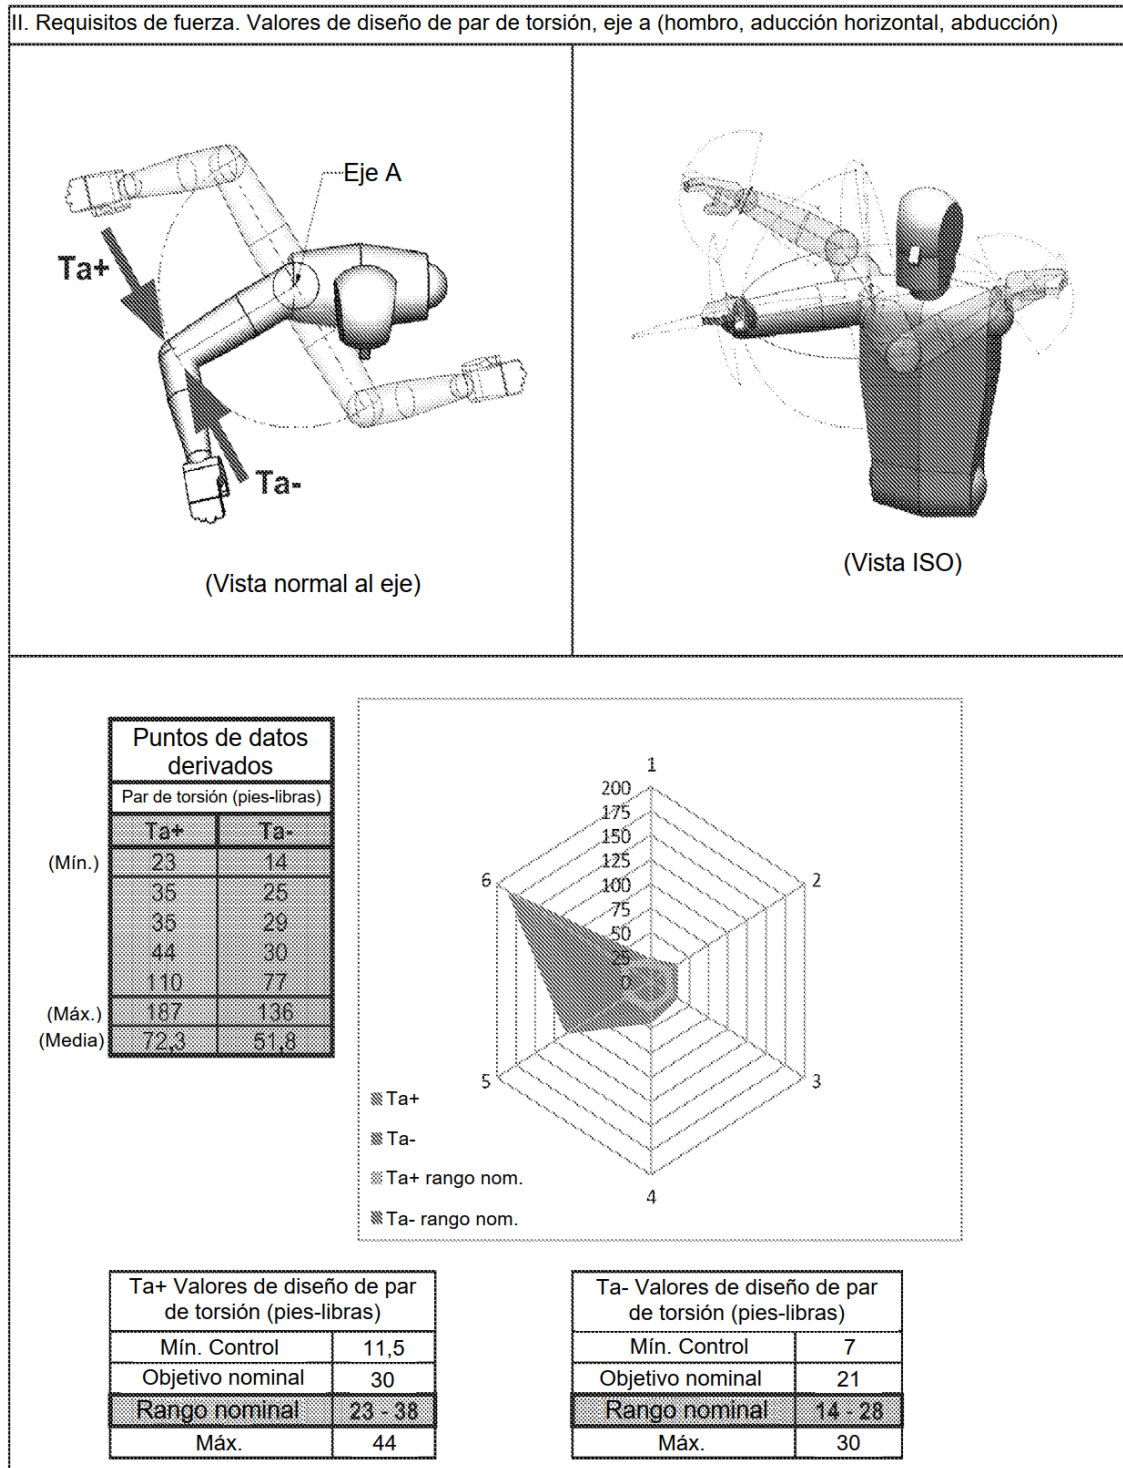 II. Requisitos de fuerza. Valores de diseño de par de torsión, eje a (hombro, aducción horizontal, abducción)
Eje A
Ta+
Ta-
(Vista normal al eje)
(Vista ISO)
Puntos de datos
derivados
Par de torsión (pies-libras)
Ta+ Ta-
(Mín.) 23 14
35 25
35 29
44 30
110 77
(Máx.) 187 136
(Media) 72,3 51,8
1
200
175
150
125
100
75
50
25
0
2
3
4
5
6
Ta+
Ta-
Ta+ rango nom.
Ta- rango nom.
Ta+ Valores de diseño de par
de torsión (pies-libras)
Mín. Control 11,5
Objetivo nominal 30
Rango nominal 23 - 38
Máx. 44
Ta- Valores de diseño de par
de torsión (pies-libras)
Mín. Control 7
Objetivo nominal 21
Rango nominal 14 - 28
Máx. 30